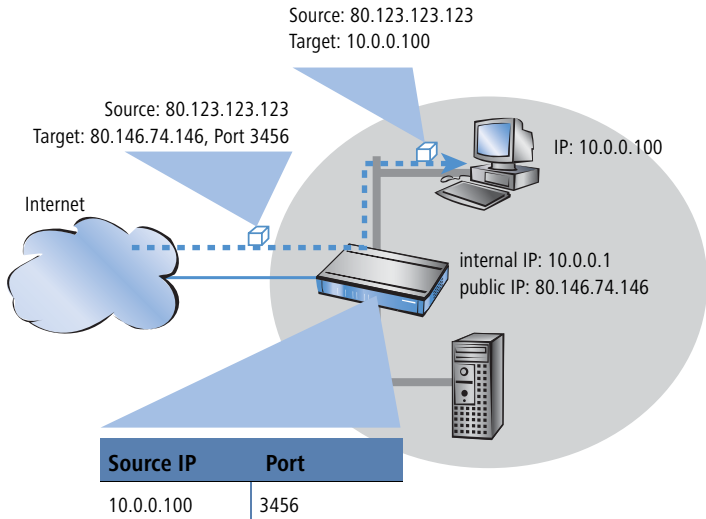 Source: 80.123.123.123
Target: 10.0.0.100
Source: 80.123.123.123
Target: 80.146.74.146, Port 3456
IP: 10.0.0.100
Internet
internal IP: 10.0.0.1
public IP: 80.146.74.146
Source IP Port
10.0.0.100 3456